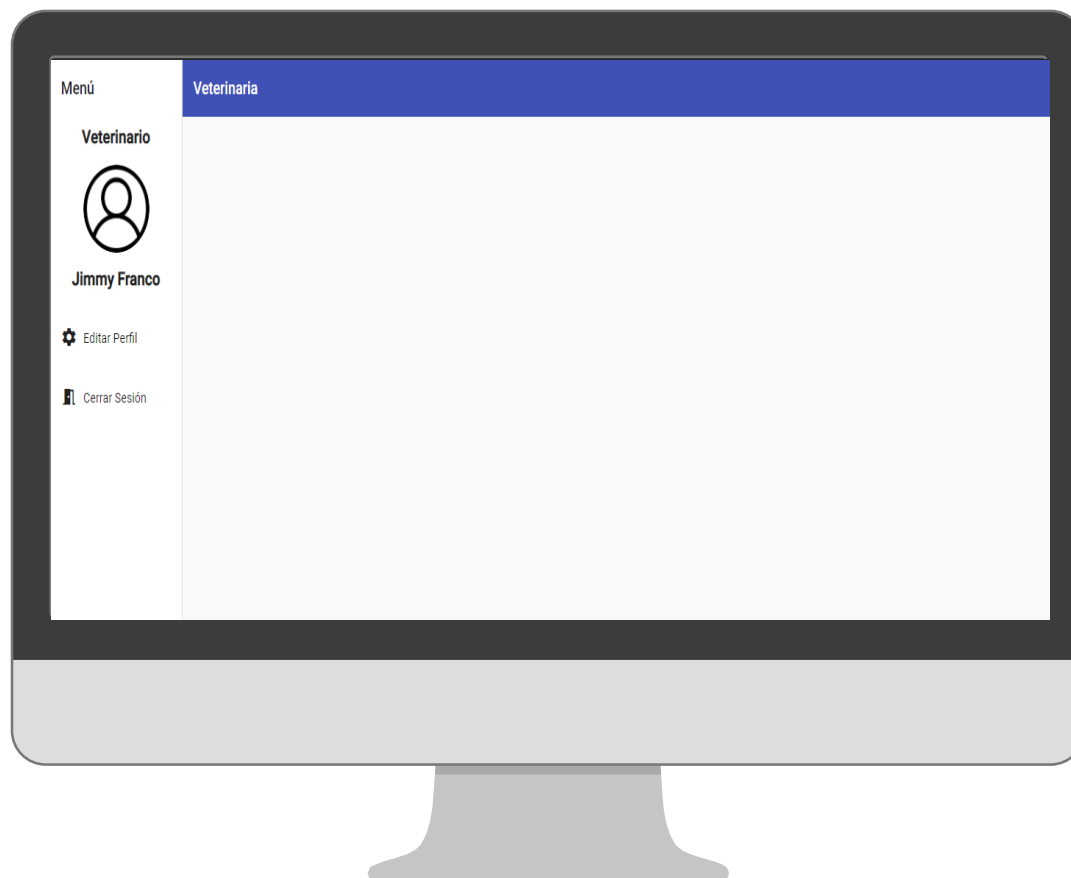 Menú
Veterinaria
Veterinario
Jimmy Franco
Editar Perfil
Cerrar Sesión